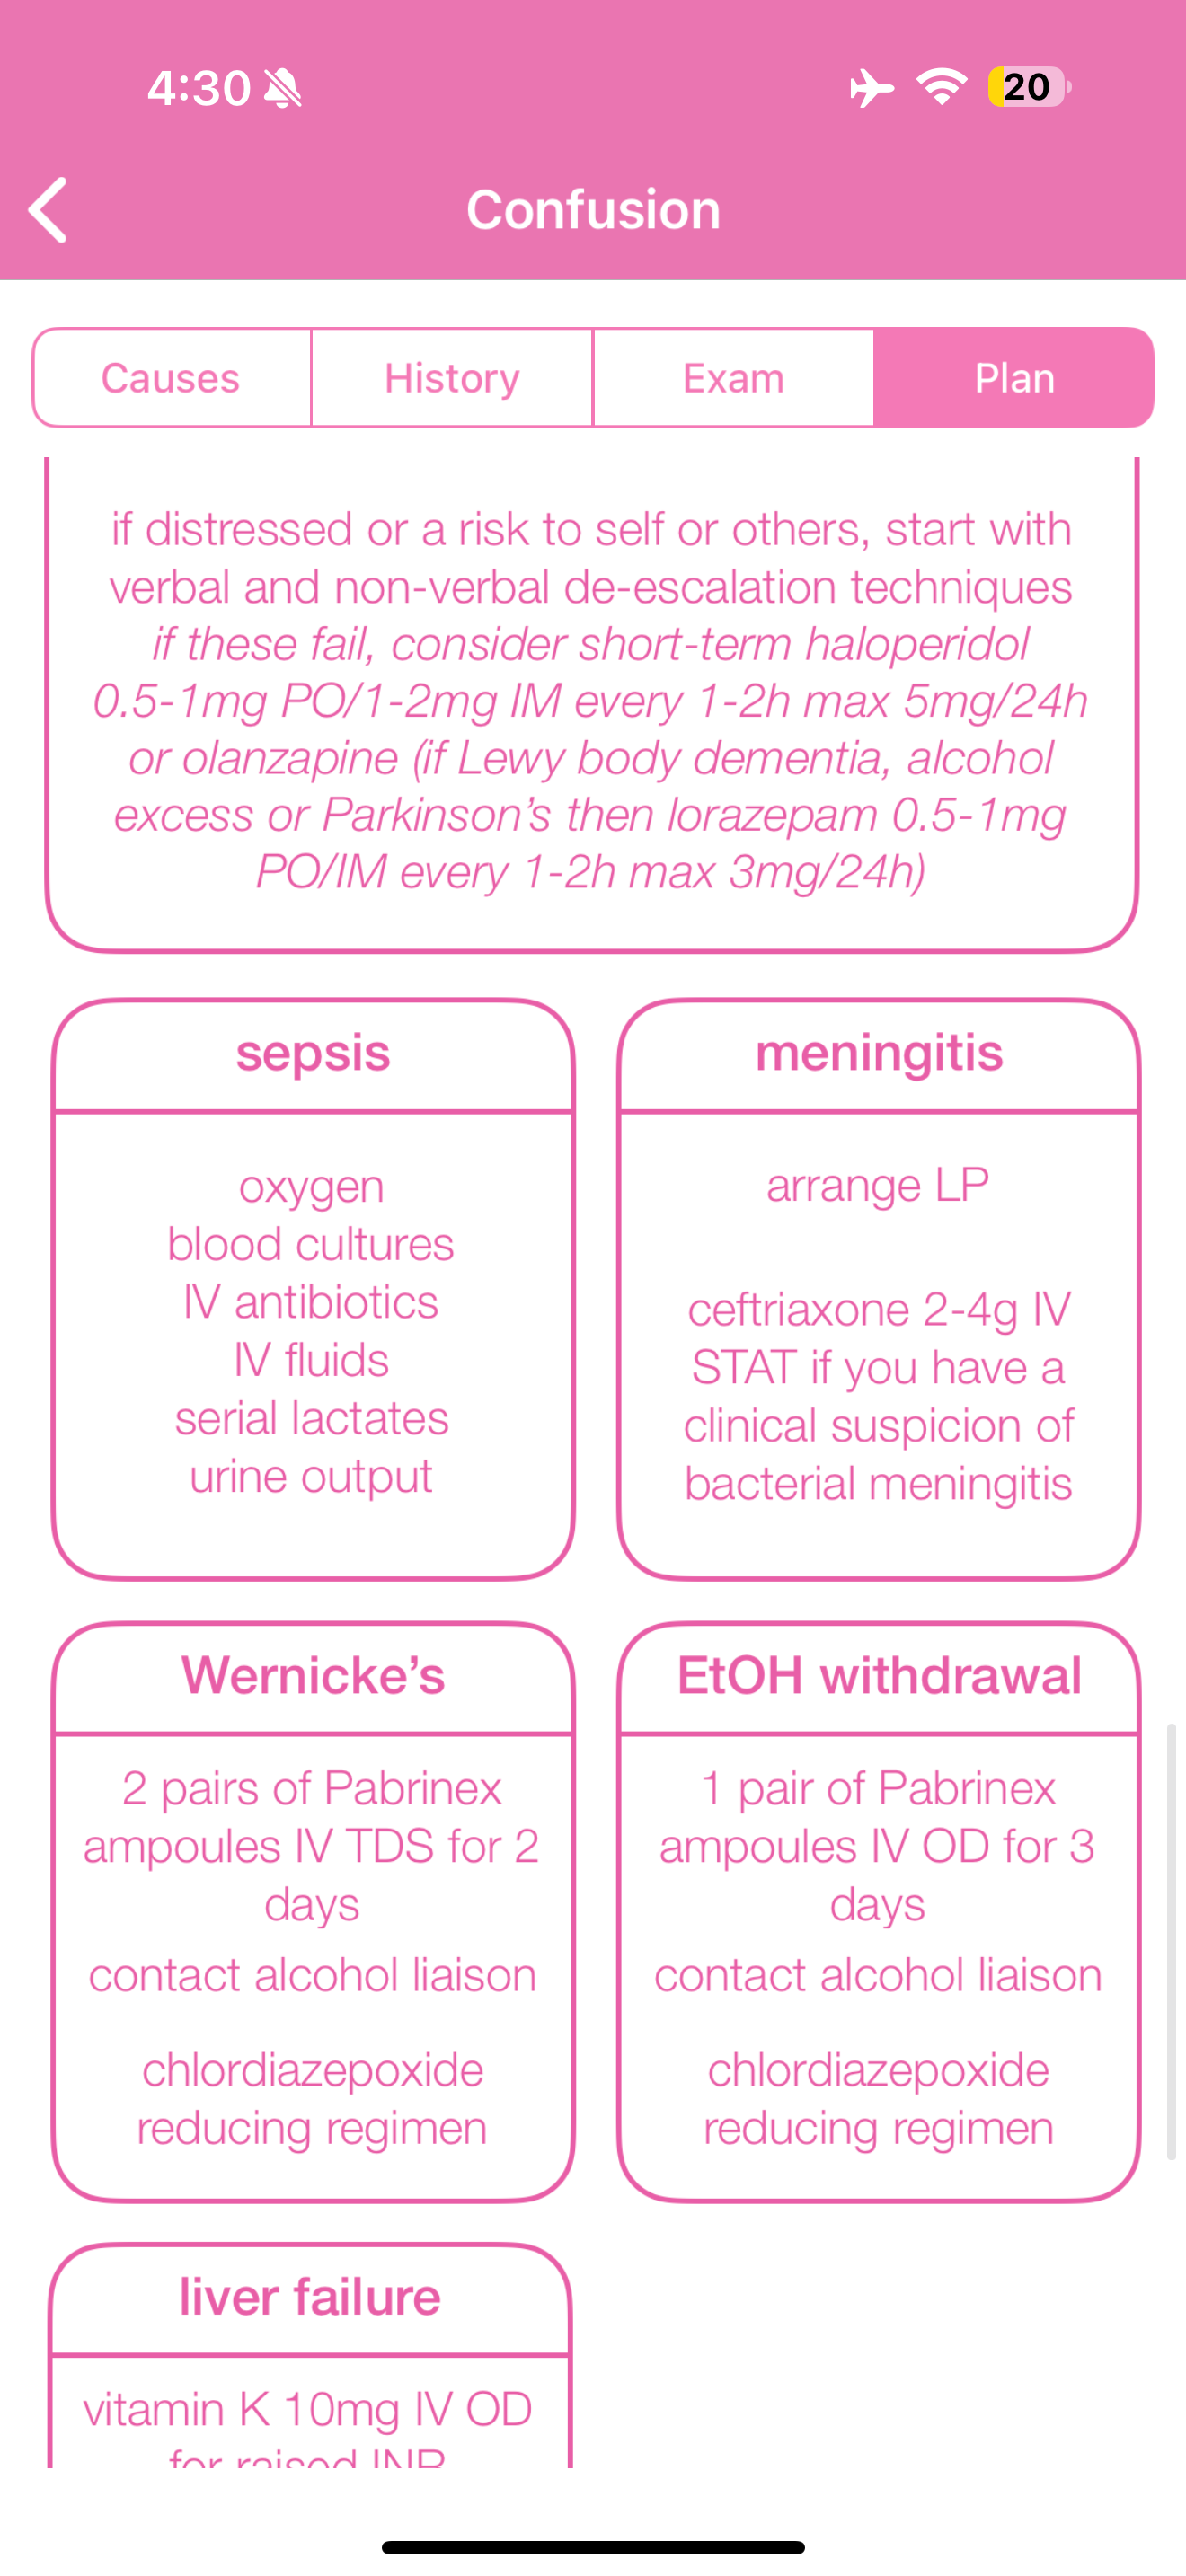 4:30
20
Confusion
Causes
History
Exam
Plan
if distressed or a risk to self or others, start with
verbal and non-verbal de-escalation techniques
if these fail, consider short-term haloperidol
0.5-1mg PO/1-2mg IM every 1-2h max 5mg/24h
or olanzapine (if Lewy body dementia, alcohol
excess or Parkinson’s then lorazepam 0.5-1mg
PO/IM every 1-2h max 3mg/24h)
sepsis
oxygen
blood cultures
IV antibiotics
IV fluids
serial lactates
urine output
meningitis
arrange LP
ceftriaxone 2-4g IV
STAT if you have a
clinical suspicion of
bacterial meningitis
Wernicke’s
2 pairs of Pabrinex
ampoules IV TDS for 2
days
contact alcohol liaison
chlordiazepoxide
reducing regimen
EtOH withdrawal
1 pair of Pabrinex
ampoules IV OD for 3
days
contact alcohol liaison
chlordiazepoxide
reducing regimen
liver failure
vitamin K 10mg IV OD
for raised INR